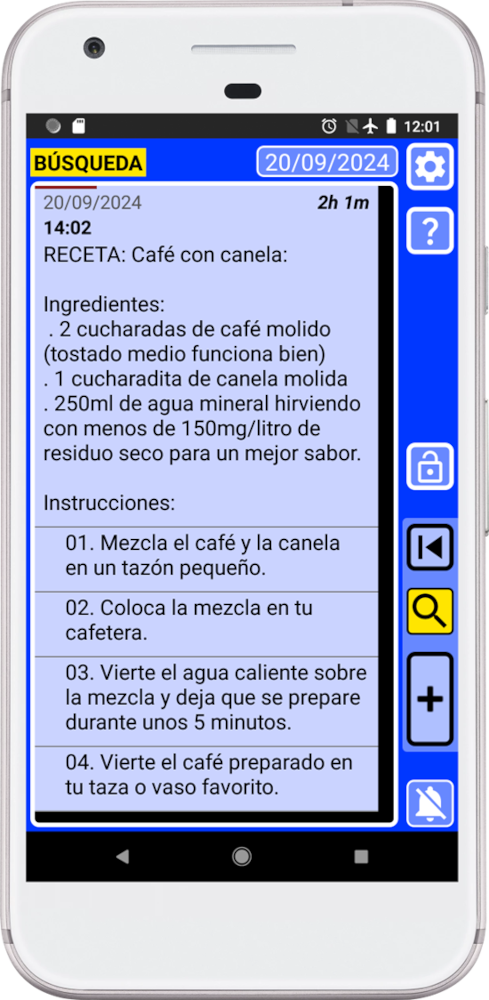 12:01
BÚSQUEDA
20/09/2024
20/09/2024 2h 1m
14:02
RECETA: Café con canela:
Ingredientes:
. 2 cucharadas de café molido
(tostado medio funciona bien)
. 1 cucharadita de canela molida
. 250ml de agua mineral hirviendo
con menos de 150mg/litro de
residuo seco para un mejor sabor.
Instrucciones:
01. Mezcla el café y la canela
en un tazón pequeño.
02. Coloca la mezcla en tu
cafetera.
03. Vierte el agua caliente sobre
la mezcla y deja que se prepare
durante unos 5 minutos.
04. Vierte el café preparado en
tu taza o vaso favorito.
?
+